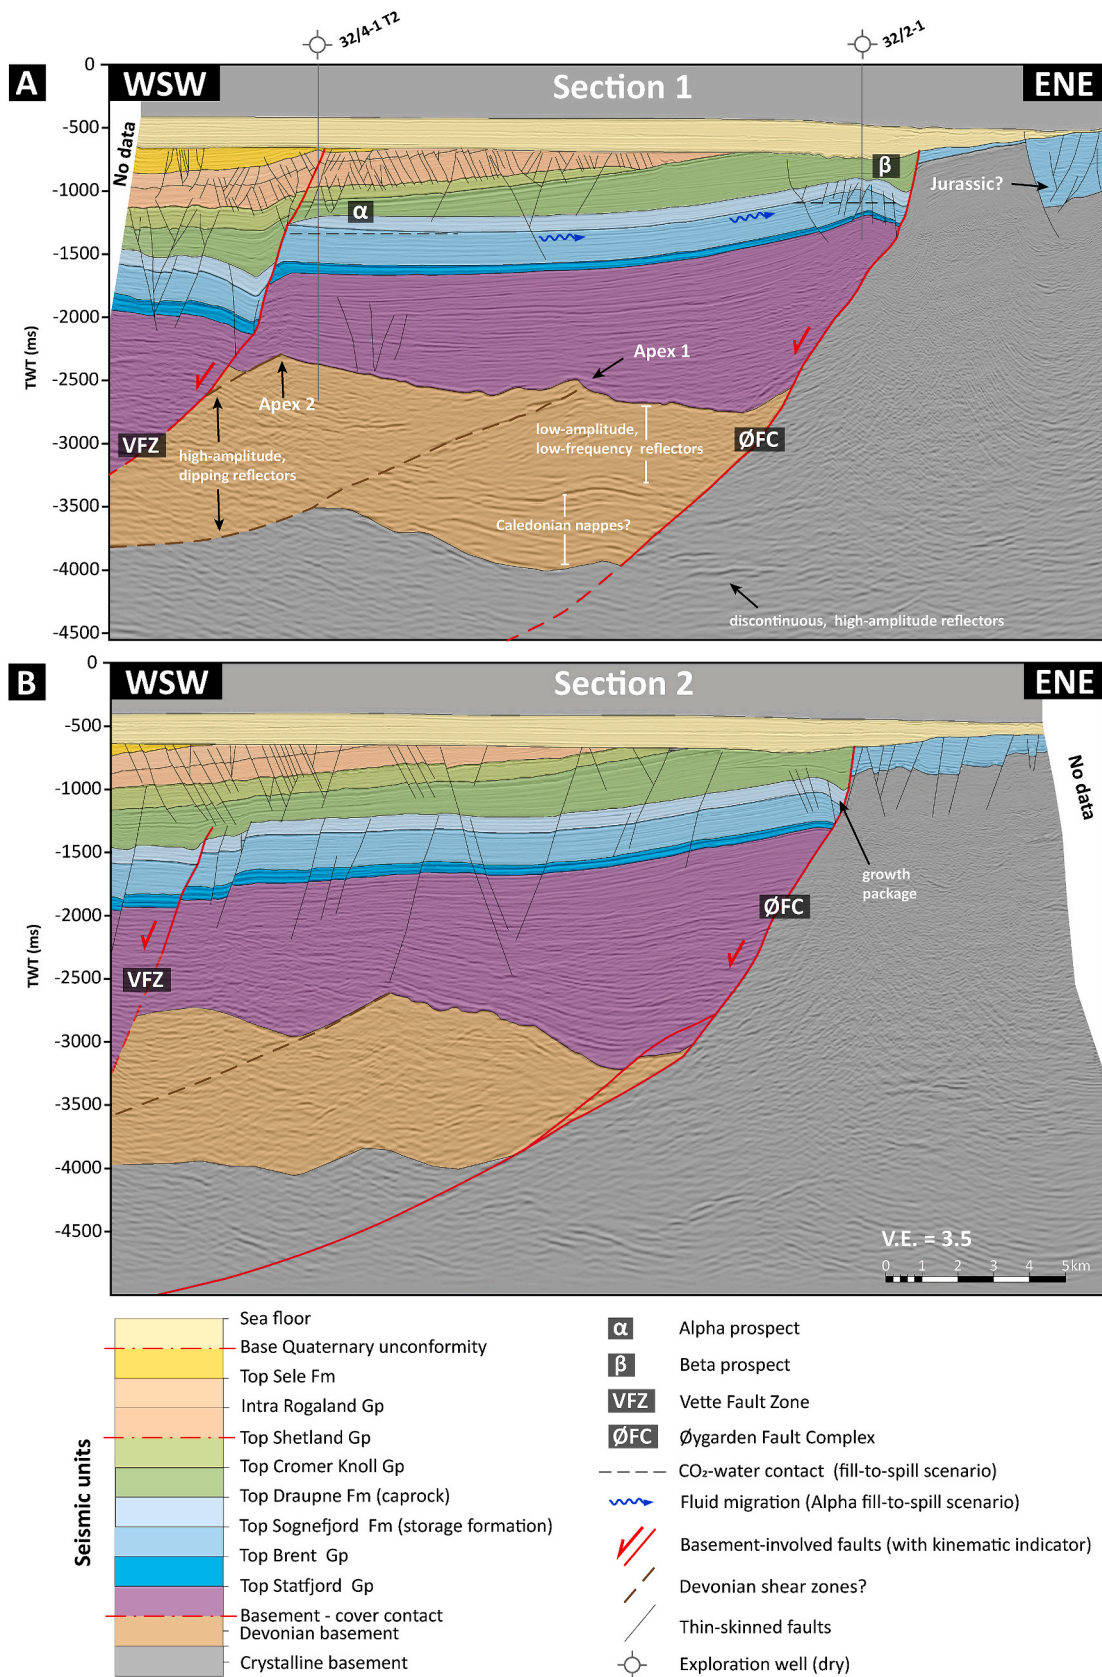 32/4-1 T2
32/2-1
A
WSW
Section 1
ENE
0
-500
-1000
-1500
-2000
-2500
-3000
-3500
-4000
-4500
TWT (ms)
No data
α
β
Jurassic?
Apex 1
Apex 2
VFZ
ØFC
high-amplitude,
dipping reflectors
low-amplitude,
low-frequency reflectors
Caledonian nappes?
discontinuous, high-amplitude reflectors
B
WSW
Section 2
ENE
0
-500
-1000
-1500
-2000
-2500
-3000
-3500
-4000
-4500
TWT (ms)
No data
growth
package
ØFC
VFZ
V.E. = 3.5
0 1 2 3 4 5km
Seismic units
Sea floor
Base Quaternary unconformity
Top Sele Fm
Intra Rogaland Gp
Top Shetland Gp
Top Cromer Knoll Gp
Top Draupne Fm (caprock)
Top Sognefjord Fm (storage formation)
Top Brent Gp
Top Statfjord Gp
Basement - cover contact
Devonian basement
Crystalline basement
α Alpha prospect
β Beta prospect
VFZ Vette Fault Zone
ØFC Øygarden Fault Complex
CO₂-water contact (fill-to-spill scenario)
Fluid migration (Alpha fill-to-spill scenario)
Basement-involved faults (with kinematic indicator)
Devonian shear zones?
Thin-skinned faults
Exploration well (dry)